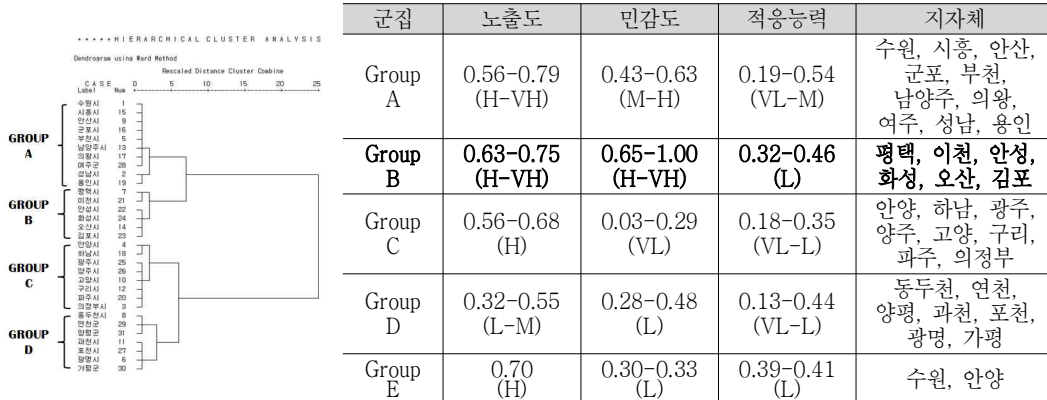 * * * * * H I E R A R C H I C A L  C L U S T E R  A N A L Y S I S
Dendrogram using Ward Method
Rescaled Distance Cluster Combine
C A S E 0 5 10 15 20 25
Label Num
수원시 1
시흥시 15
안산시 9
군포시 16
부천시 5
남양주시 13
의왕시 17
여주군 28
성남시 2
용인시 19
평택시 7
이천시 21
안성시 22
화성시 24
오산시 14
김포시 23
안양시 4
하남시 18
광주시 25
양주시 26
고양시 10
구리시 12
파주시 20
의정부시 3
동두천시 8
연천군 29
양평군 31
과천시 11
포천시 27
광명시 6
가평군 30
GROUP
A
GROUP
B
GROUP
C
GROUP
D
군집 노출도 민감도 적응능력 지자체
Group
A
0.56-0.79
(H-VH)
0.43-0.63
(M-H)
0.19-0.54
(VL-M)
수원, 시흥, 안산,
군포, 부천,
남양주, 의왕,
여주, 성남, 용인
Group
B
0.63-0.75
(H-VH)
0.65-1.00
(H-VH)
0.32-0.46
(L)
평택, 이천, 안성,
화성, 오산, 김포
Group
C
0.56-0.68
(H)
0.03-0.29
(VL)
0.18-0.35
(VL-L)
안양, 하남, 광주,
양주, 고양, 구리,
파주, 의정부
Group
D
0.32-0.55
(L-M)
0.28-0.48
(L)
0.13-0.44
(VL-L)
동두천, 연천,
양평, 과천, 포천,
광명, 가평
Group
E
0.70
(H)
0.30-0.33
(L)
0.39-0.41
(L)
수원, 안양